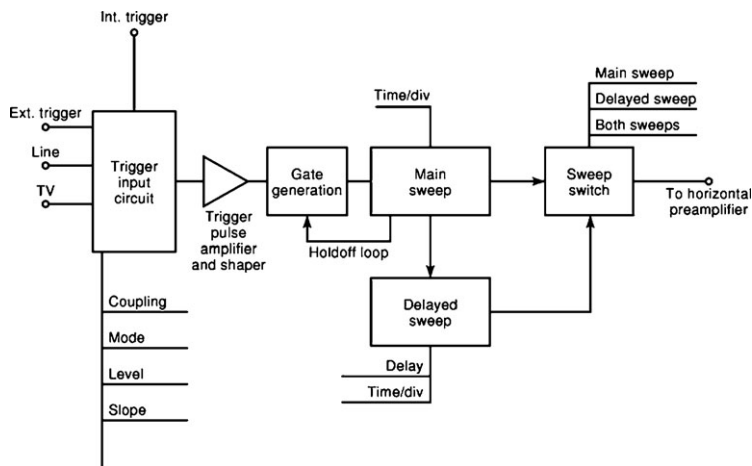 Int. trigger
Ext. trigger
Line
TV
Trigger
input
circuit
Trigger
pulse
amplifier
and shaper
Gate
generation
Holdoff loop
Time/div
Main
sweep
Delayed
sweep
Delay
Time/div
Main sweep
Delayed sweep
Both sweeps
Sweep
switch
To horizontal
preamplifier
Coupling
Mode
Level
Slope